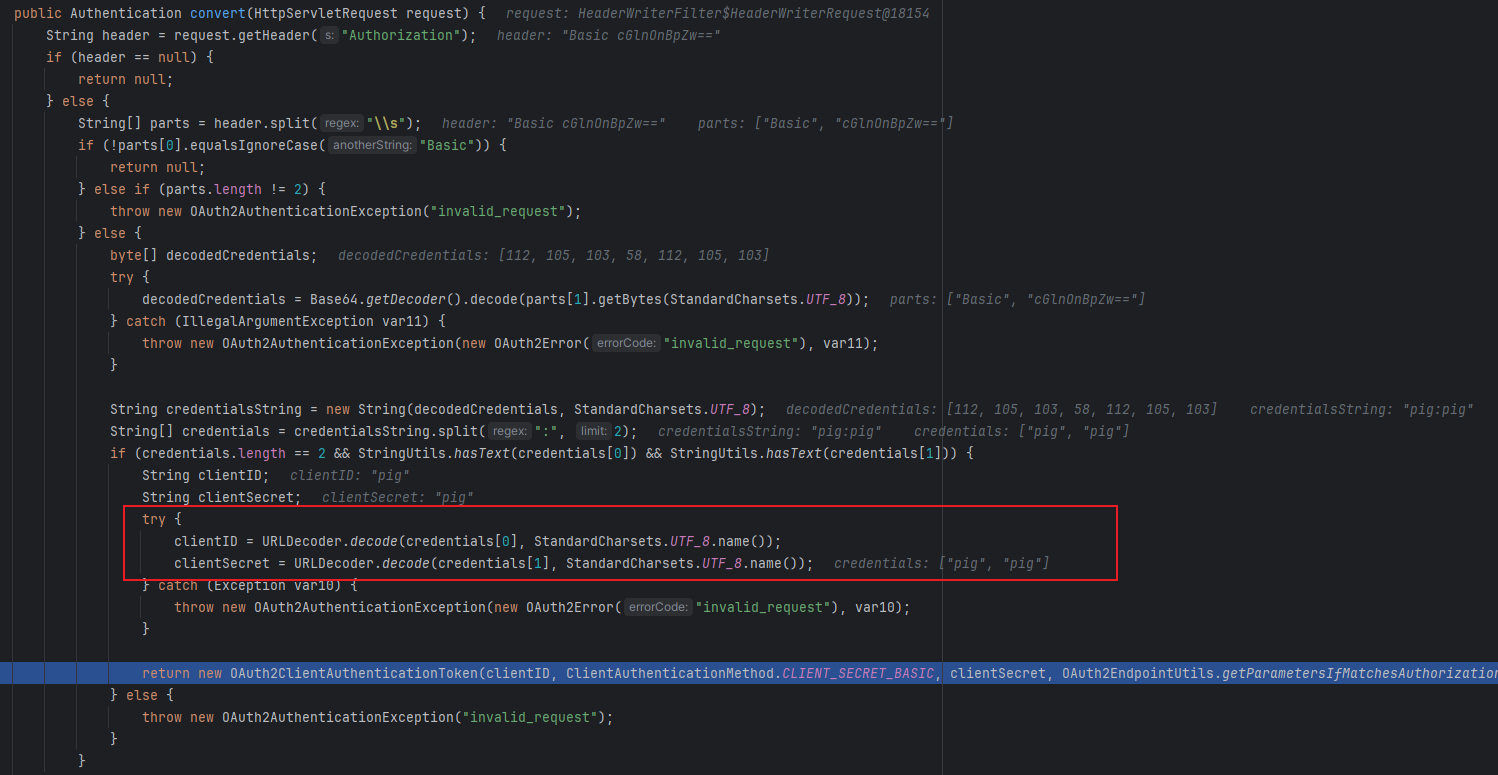 public Authentication convert(HttpServletRequest request) {   request: HeaderWriterFilter$HeaderWriterRequest@18154
String header = request.getHeader( s: "Authorization");   header: "Basic cGlnOnBpZw=="
if (header == null) {
return null;
} else {
String[] parts = header.split( regex: "\\s");   header: "Basic cGlnOnBpZw=="    parts: ["Basic", "cGlnOnBpZw=="]
if (!parts[0].equalsIgnoreCase( anotherString: "Basic")) {
return null;
} else if (parts.length != 2) {
throw new OAuth2AuthenticationException("invalid_request");
} else {
byte[] decodedCredentials;   decodedCredentials: [112, 105, 103, 58, 112, 105, 103]
try {
decodedCredentials = Base64.getDecoder().decode(parts[1].getBytes(StandardCharsets.UTF_8));   parts: ["Basic", "cGlnOnBpZw=="]
} catch (IllegalArgumentException var11) {
throw new OAuth2AuthenticationException(new OAuth2Error( errorCode: "invalid_request"), var11);
}
String credentialsString = new String(decodedCredentials, StandardCharsets.UTF_8);   decodedCredentials: [112, 105, 103, 58, 112, 105, 103]    credentialsString: "pig:pig"
String[] credentials = credentialsString.split( regex: ":", limit: 2);   credentialsString: "pig:pig"    credentials: ["pig", "pig"]
if (credentials.length == 2 && StringUtils.hasText(credentials[0]) && StringUtils.hasText(credentials[1])) {
String clientID;   clientID: "pig"
String clientSecret;   clientSecret: "pig"
try {
clientID = URLDecoder.decode(credentials[0], StandardCharsets.UTF_8.name());
clientSecret = URLDecoder.decode(credentials[1], StandardCharsets.UTF_8.name());   credentials: ["pig", "pig"]
} catch (Exception var10) {
throw new OAuth2AuthenticationException(new OAuth2Error( errorCode: "invalid_request"), var10);
}
return new OAuth2ClientAuthenticationToken(clientID, ClientAuthenticationMethod.CLIENT_SECRET_BASIC, clientSecret, OAuth2EndpointUtils.getParametersIfMatchesAuthorization
} else {
throw new OAuth2AuthenticationException("invalid_request");
}
}